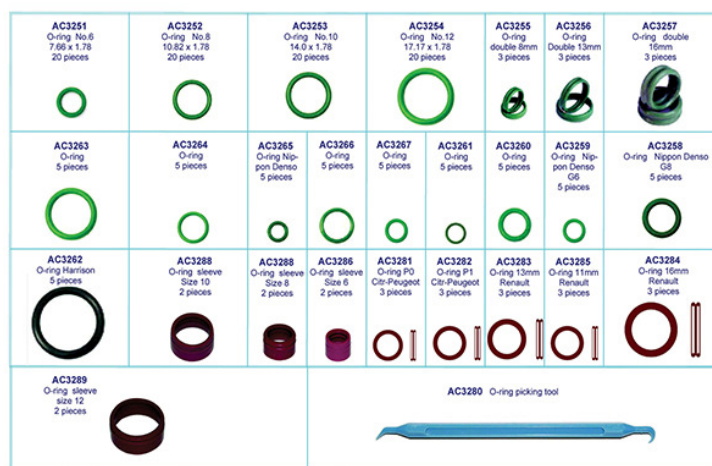 AC3251
O-ring No.6
7.66 x 1.78
20 pieces
AC3252
O-ring No.8
10.82 x 1.78
20 pieces
AC3253
O-ring No.10
14.0 x 1.78
20 pieces
AC3254
O-ring No.12
17.17 x 1.78
20 pieces
AC3255
O-ring
double 8mm
3 pieces
AC3256
O-ring
Double 13mm
3 pieces
AC3257
O-ring double
16mm
3 pieces
AC3263
O-ring
5 pieces
AC3264
O-ring
5 pieces
AC3265
O-ring Nip-
pon Denso
5 pieces
AC3266
O-ring
5 pieces
AC3267
O-ring
5 pieces
AC3261
O-ring
5 pieces
AC3260
O-ring
5 pieces
AC3259
O-ring Nip-
pon Denso
G6
5 pieces
AC3258
O-ring Nippon Denso
G8
5 pieces
AC3262
O-ring Harrison
5 pieces
AC3288
O-ring sleeve
Size 10
2 pieces
AC3288
O-ring sleeve
Size 8
2 pieces
AC3286
O-ring sleeve
Size 6
2 pieces
AC3281
O-ring P0
Citr-Peugeot
3 pieces
AC3282
O-ring P1
Citr-Peugeot
3 pieces
AC3283
O-ring 13mm
Renault
3 pieces
AC3285
O-ring 11mm
Renault
3 pieces
AC3284
O-ring 16mm
Renault
3 pieces
AC3289
O-ring sleeve
size 12
2 pieces
AC3280 O-ring picking tool